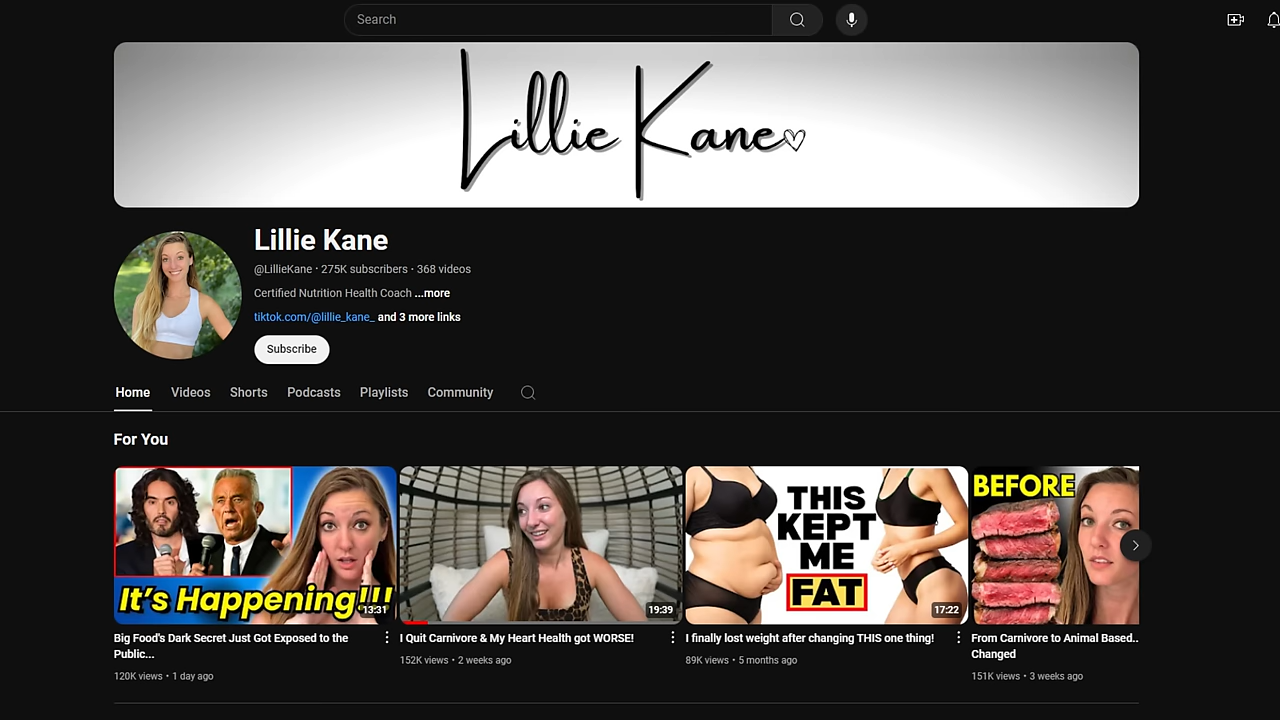 Search
Lillie Kane
Lillie Kane
@LillieKane · 275K subscribers · 368 videos
Certified Nutrition Health Coach ...more
tiktok.com/@lillie_kane_ and 3 more links
Subscribe
Home Videos Shorts Podcasts Playlists Community
For You
It's Happening!!!
13:31
Big Food's Dark Secret Just Got Exposed to the
Public...
120K views • 1 day ago
19:39
I Quit Carnivore & My Heart Health got WORSE!
152K views • 2 weeks ago
THIS
KEPT
ME
FAT
17:22
I finally lost weight after changing THIS one thing!
89K views • 5 months ago
BEFORE
From Carnivore to Animal Based..
Changed
151K views • 3 weeks ago